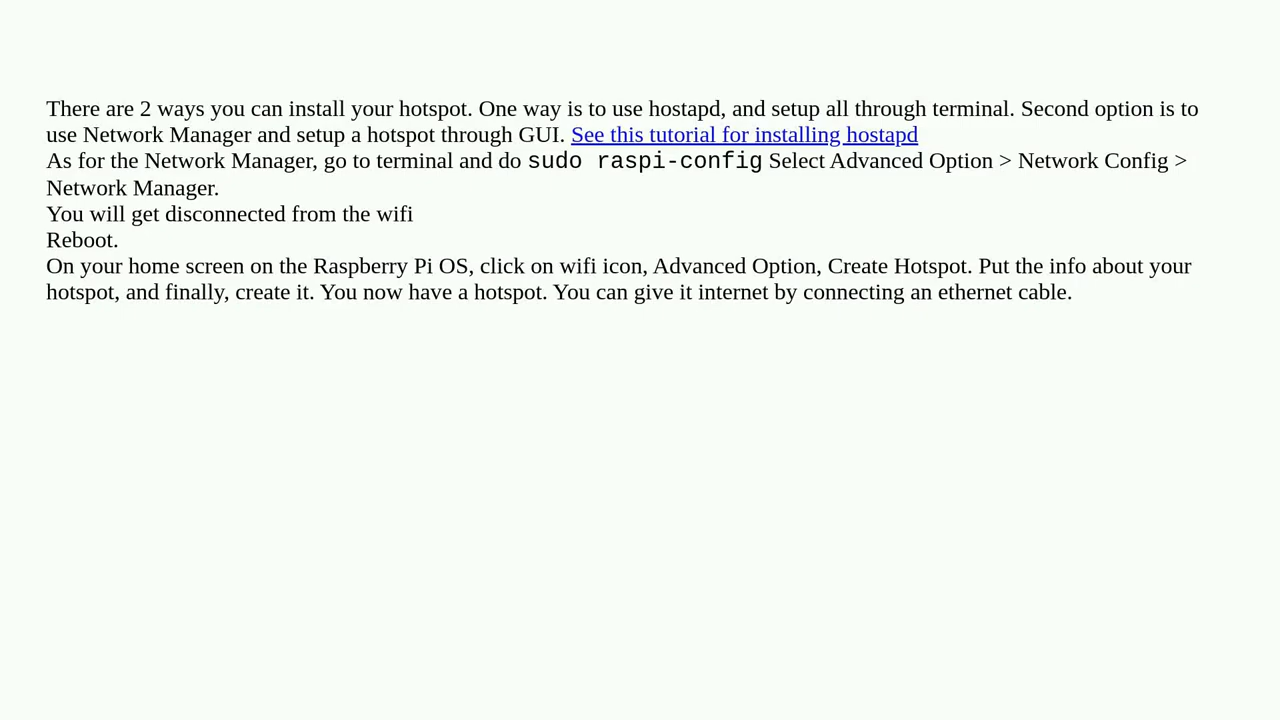 There are 2 ways you can install your hotspot. One way is to use hostapd, and setup all through terminal. Second option is to
use Network Manager and setup a hotspot through GUI. See this tutorial for installing hostapd
As for the Network Manager, go to terminal and do sudo raspi-config Select Advanced Option > Network Config >
Network Manager.
You will get disconnected from the wifi
Reboot.
On your home screen on the Raspberry Pi OS, click on wifi icon, Advanced Option, Create Hotspot. Put the info about your
hotspot, and finally, create it. You now have a hotspot. You can give it internet by connecting an ethernet cable.